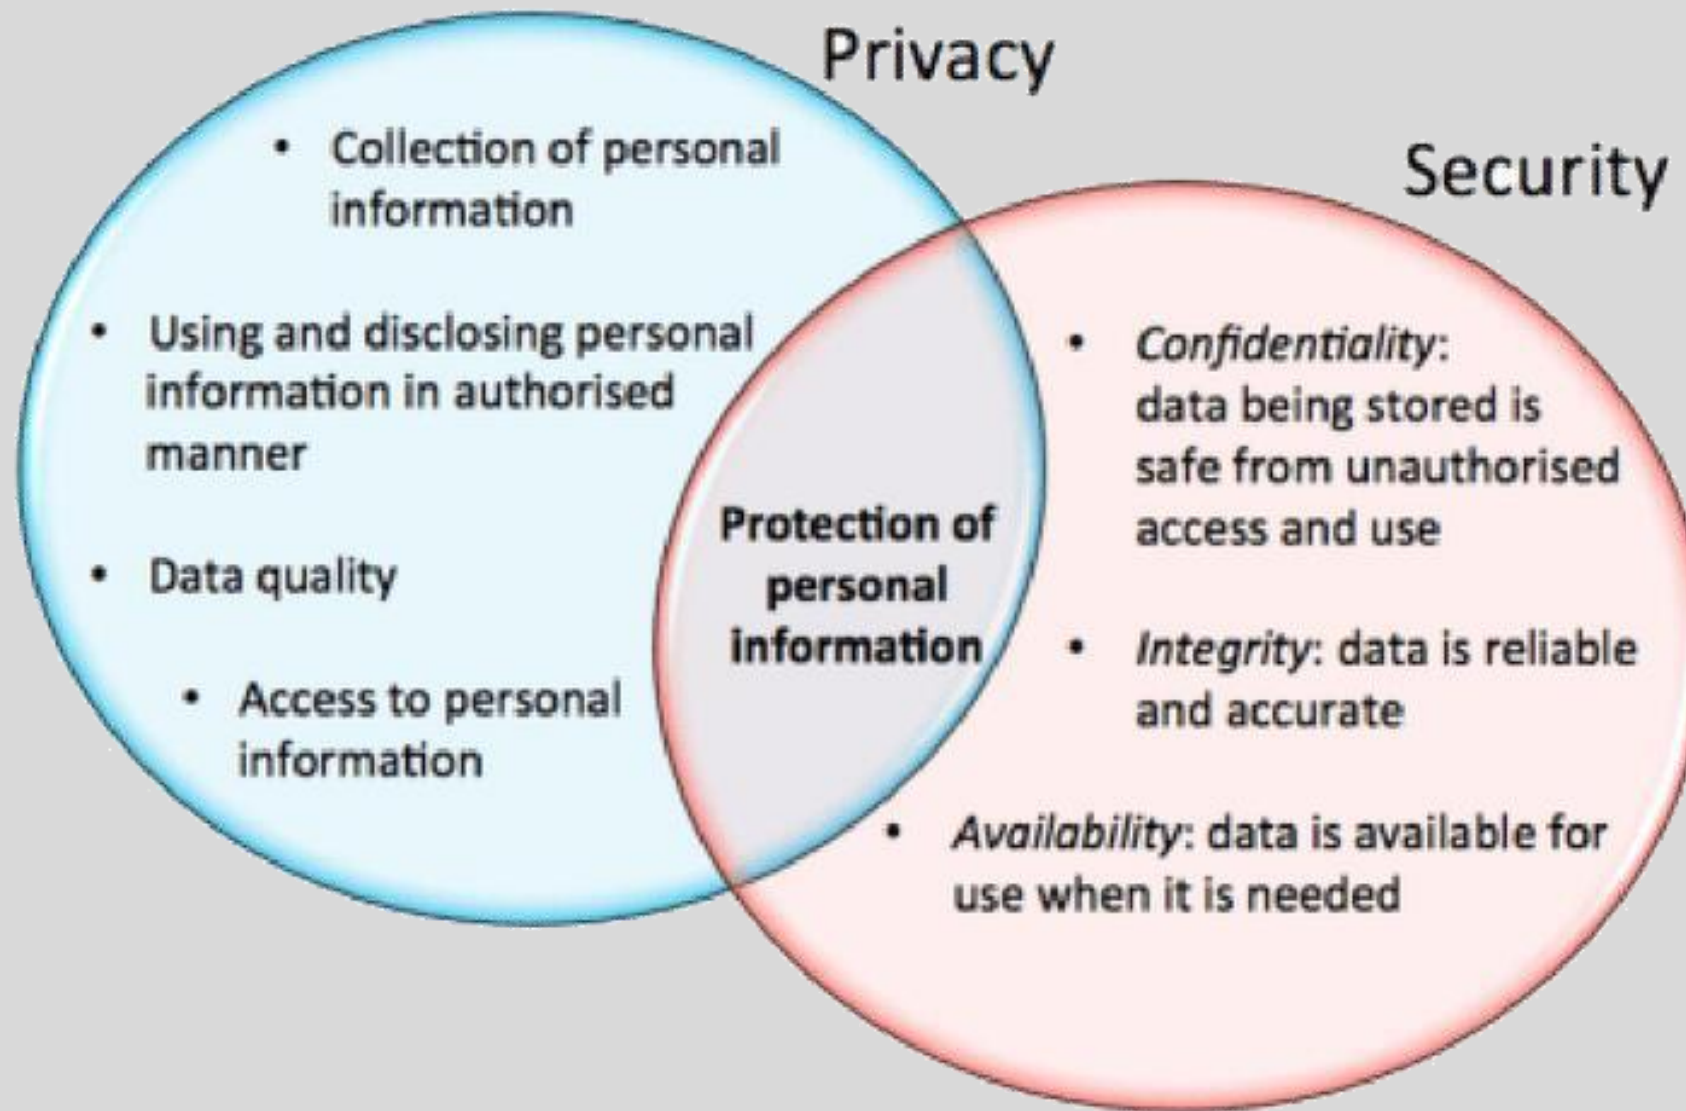 Privacy
• Collection of personal
information
• Using and disclosing personal
information in authorised
manner
• Data quality
• Access to personal
information
Protection of
personal
information
Security
• Confidentiality:
data being stored is
safe from unauthorised
access and use
• Integrity: data is reliable
and accurate
• Availability: data is available for
use when it is needed